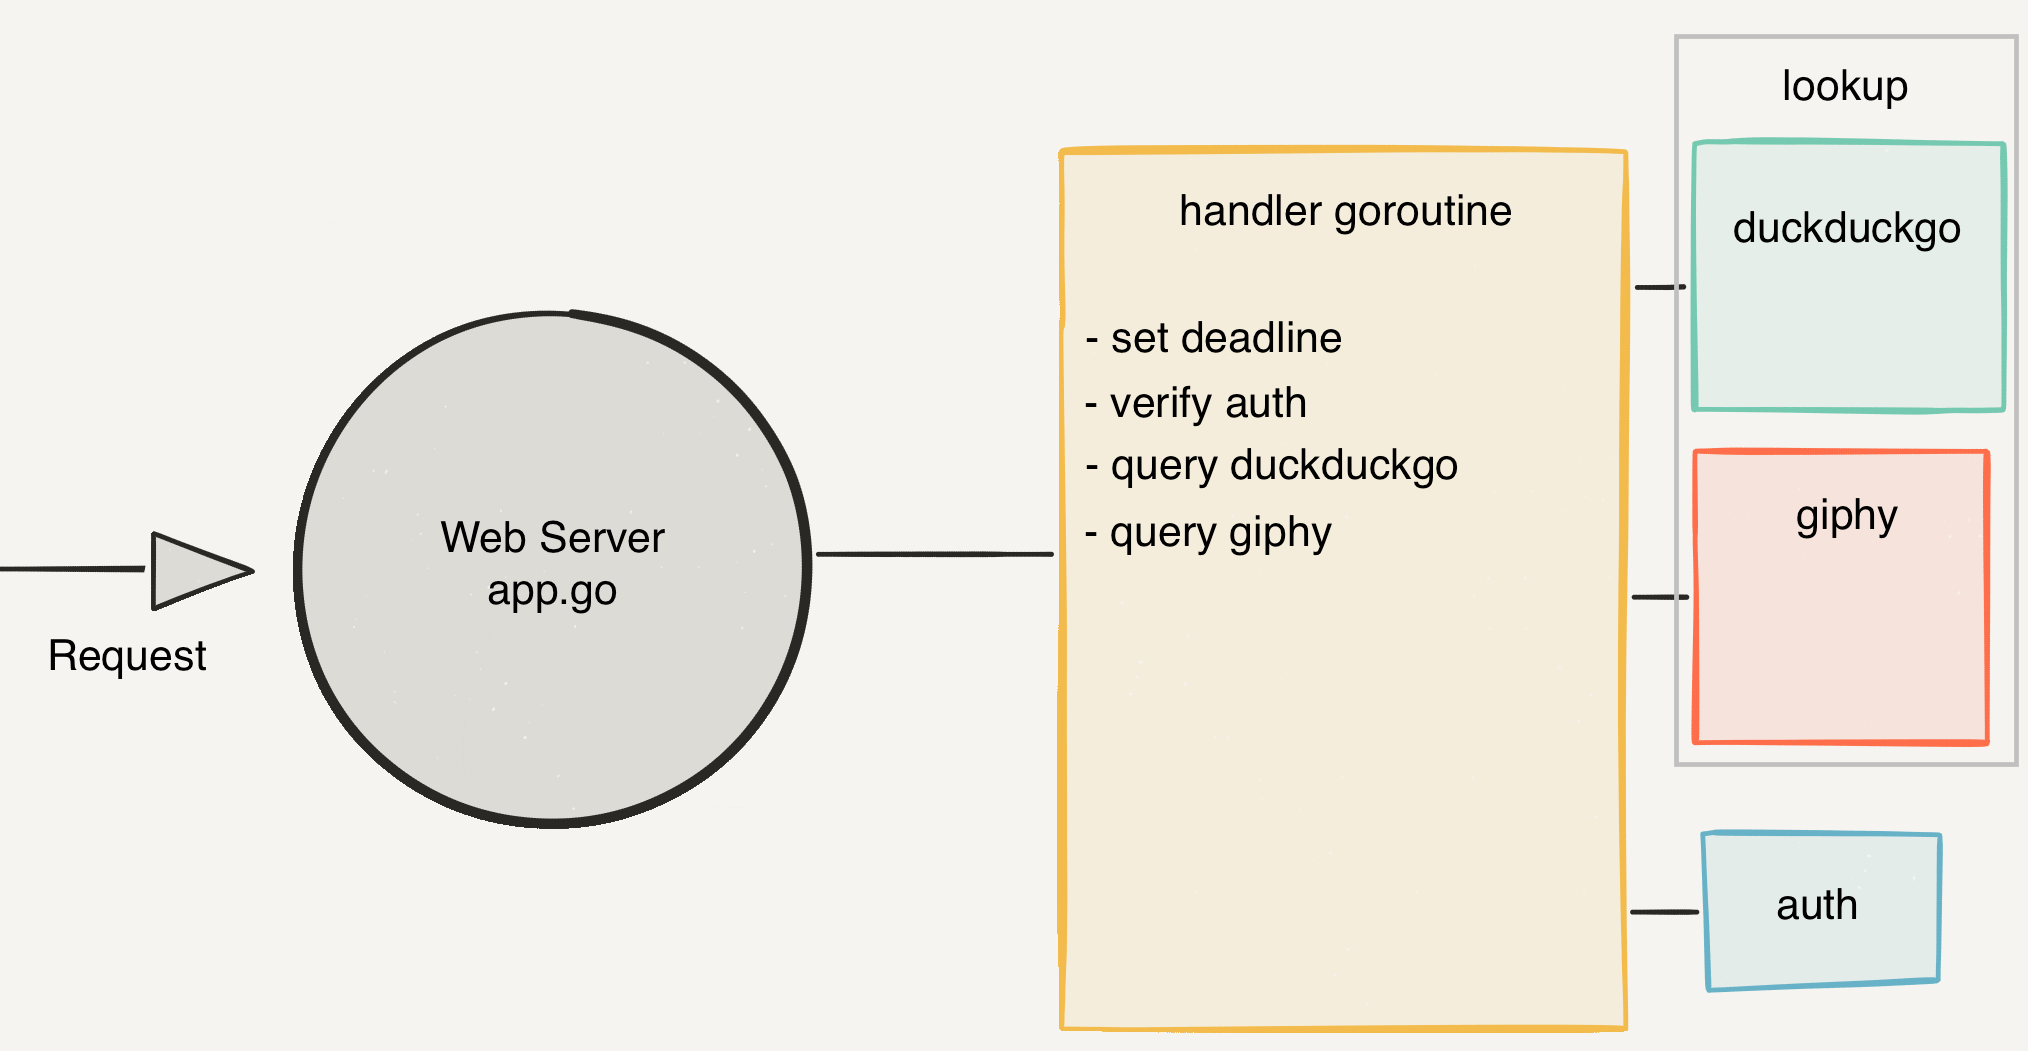 Request
Web Server
app.go
handler goroutine
- set deadline
- verify auth
- query duckduckgo
- query giphy
lookup
duckduckgo
giphy
auth